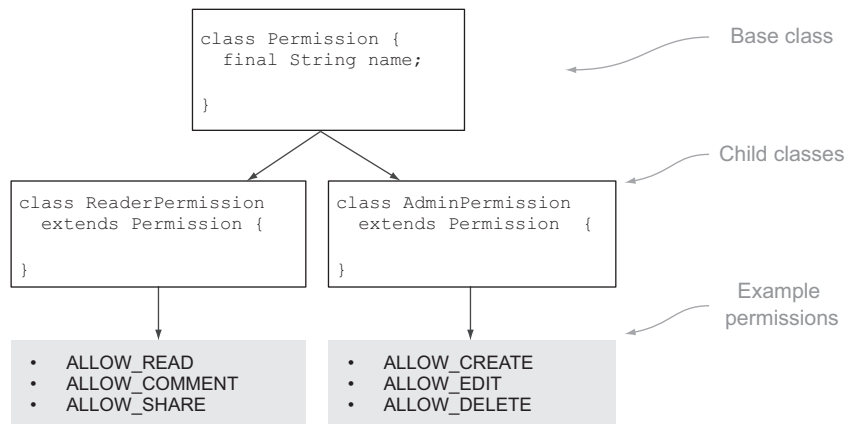 class Permission {
final String name;
}
Base class
Child classes
class ReaderPermission
extends Permission {
}
class AdminPermission
extends Permission {
}
Example
permissions
• ALLOW_READ
• ALLOW_COMMENT
• ALLOW_SHARE
• ALLOW_CREATE
• ALLOW_EDIT
• ALLOW_DELETE